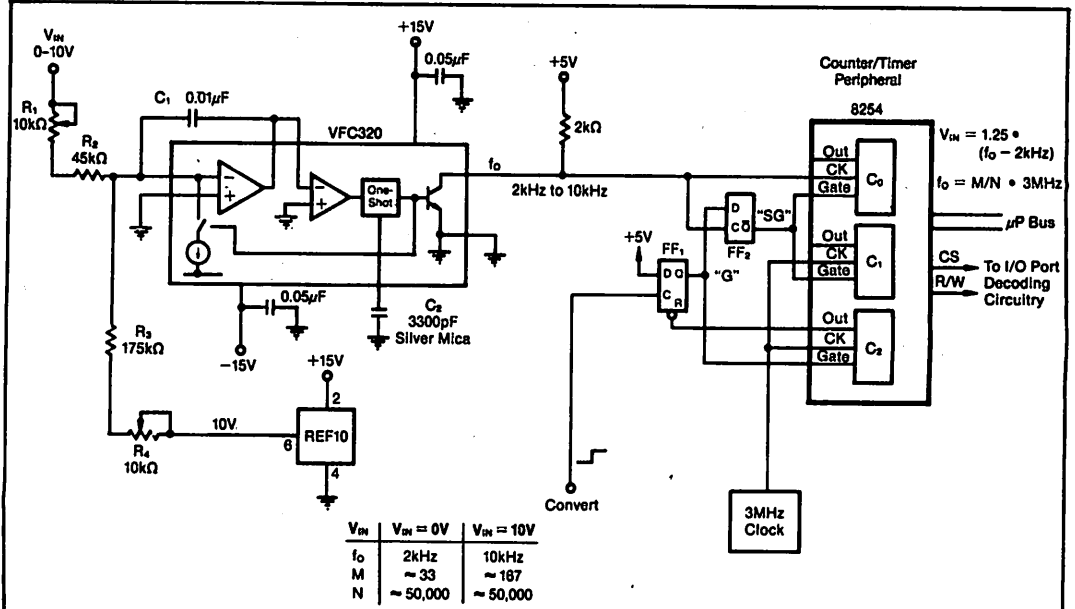 V_IN
0-10V
R₁
10kΩ
R₂
45kΩ
C₁ 0.01µF
+15V
0.05µF
VFC320
One-
Shot
+5V
2kΩ
f_O
2kHz to 10kHz
Counter/Timer
Peripheral
8254
Out
CK
Gate
C₀
Out
CK
Gate
C₁
Out
CK
Gate
C₂
V_IN = 1.25 •
(f_O – 2kHz)
f_O = M/N • 3MHz
µP Bus
CS
R/W
To I/O Port
Decoding
Circuitry
D
C Q̅
FF₂
"SG"
+5V
FF₁
D Q
C
R
"G"
0.05µF
–15V
C₂
3300pF
Silver Mica
R₃
175kΩ
R₄
10kΩ
10V
+15V
2
6
REF10
4
Convert
3MHz
Clock
V_IN V_IN = 0V V_IN = 10V
f_O 2kHz 10kHz
M ≈ 33 ≈ 167
N ≈ 50,000 ≈ 50,000